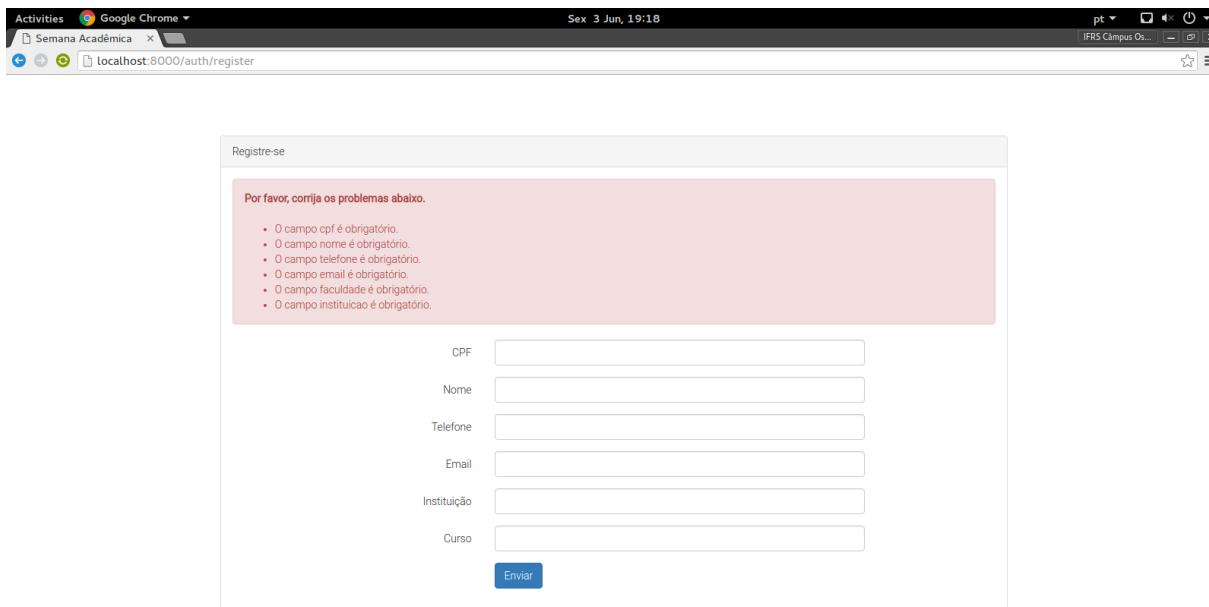 Activities Google Chrome Sex 3 Jun, 19:18 pt
Semana Acadêmica × IFRS Câmpus Os...
localhost:8000/auth/register
Registre-se
Por favor, corrija os problemas abaixo.
• O campo cpf é obrigatório.
• O campo nome é obrigatório.
• O campo telefone é obrigatório.
• O campo email é obrigatório.
• O campo faculdade é obrigatório.
• O campo instituicao é obrigatório.
CPF
Nome
Telefone
Email
Instituição
Curso
Enviar